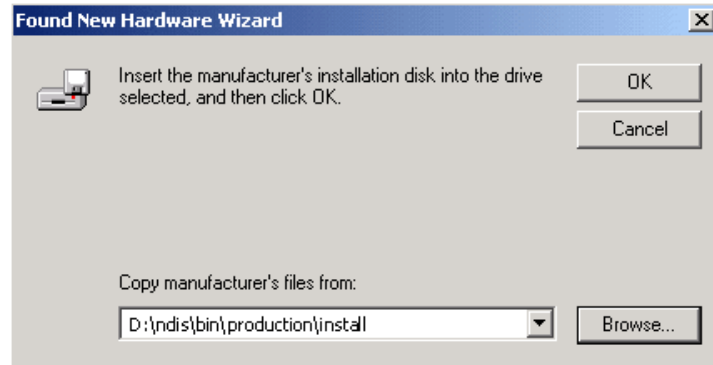 Found New Hardware Wizard
Insert the manufacturer's installation disk into the drive
selected, and then click OK.
OK
Cancel
Copy manufacturer's files from:
D:\ndis\bin\production\install
Browse...